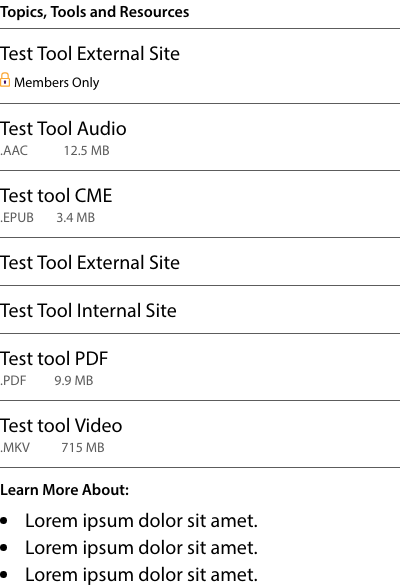 Topics, Tools and Resources
Test Tool External Site
Members Only
Test Tool Audio
.AAC 12.5 MB
Test tool CME
.EPUB 3.4 MB
Test Tool External Site
Test Tool Internal Site
Test tool PDF
.PDF 9.9 MB
Test tool Video
.MKV 715 MB
Learn More About:
• Lorem ipsum dolor sit amet.
• Lorem ipsum dolor sit amet.
• Lorem ipsum dolor sit amet.